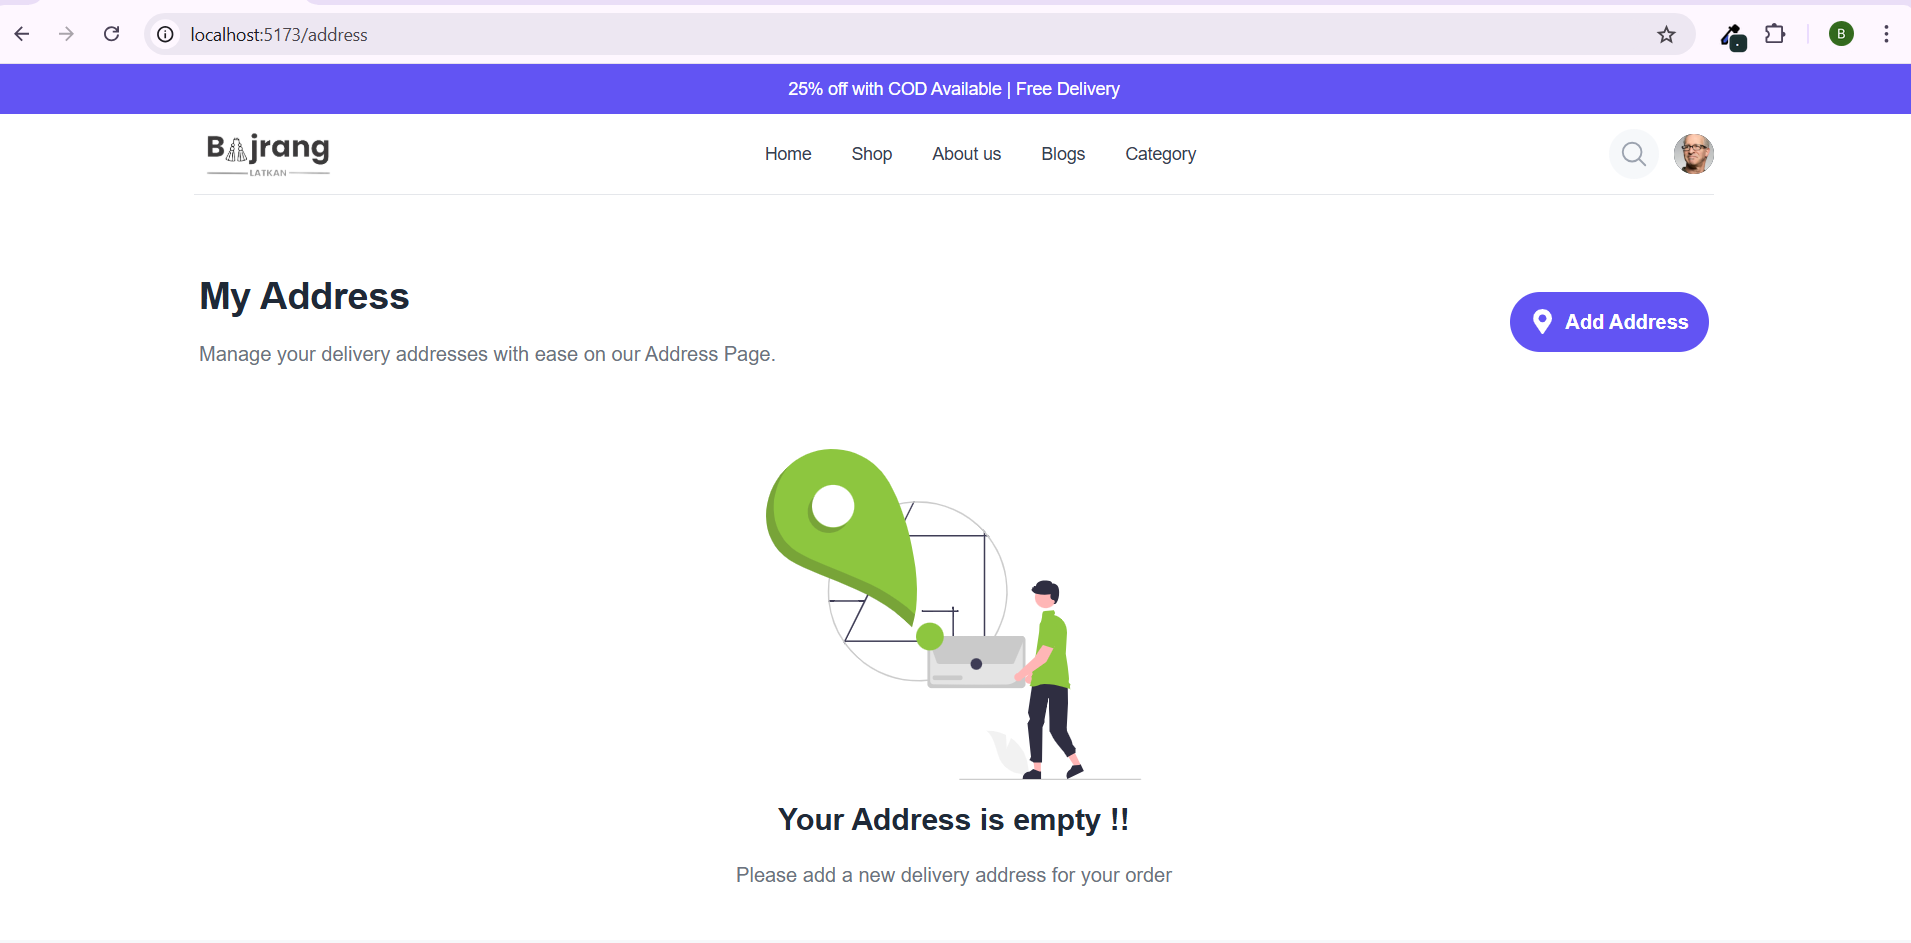 localhost:5173/address
B
25% off with COD Available | Free Delivery
Bajrang
LATKAN
Home Shop About us Blogs Category
My Address
Add Address
Manage your delivery addresses with ease on our Address Page.
Your Address is empty !!
Please add a new delivery address for your order